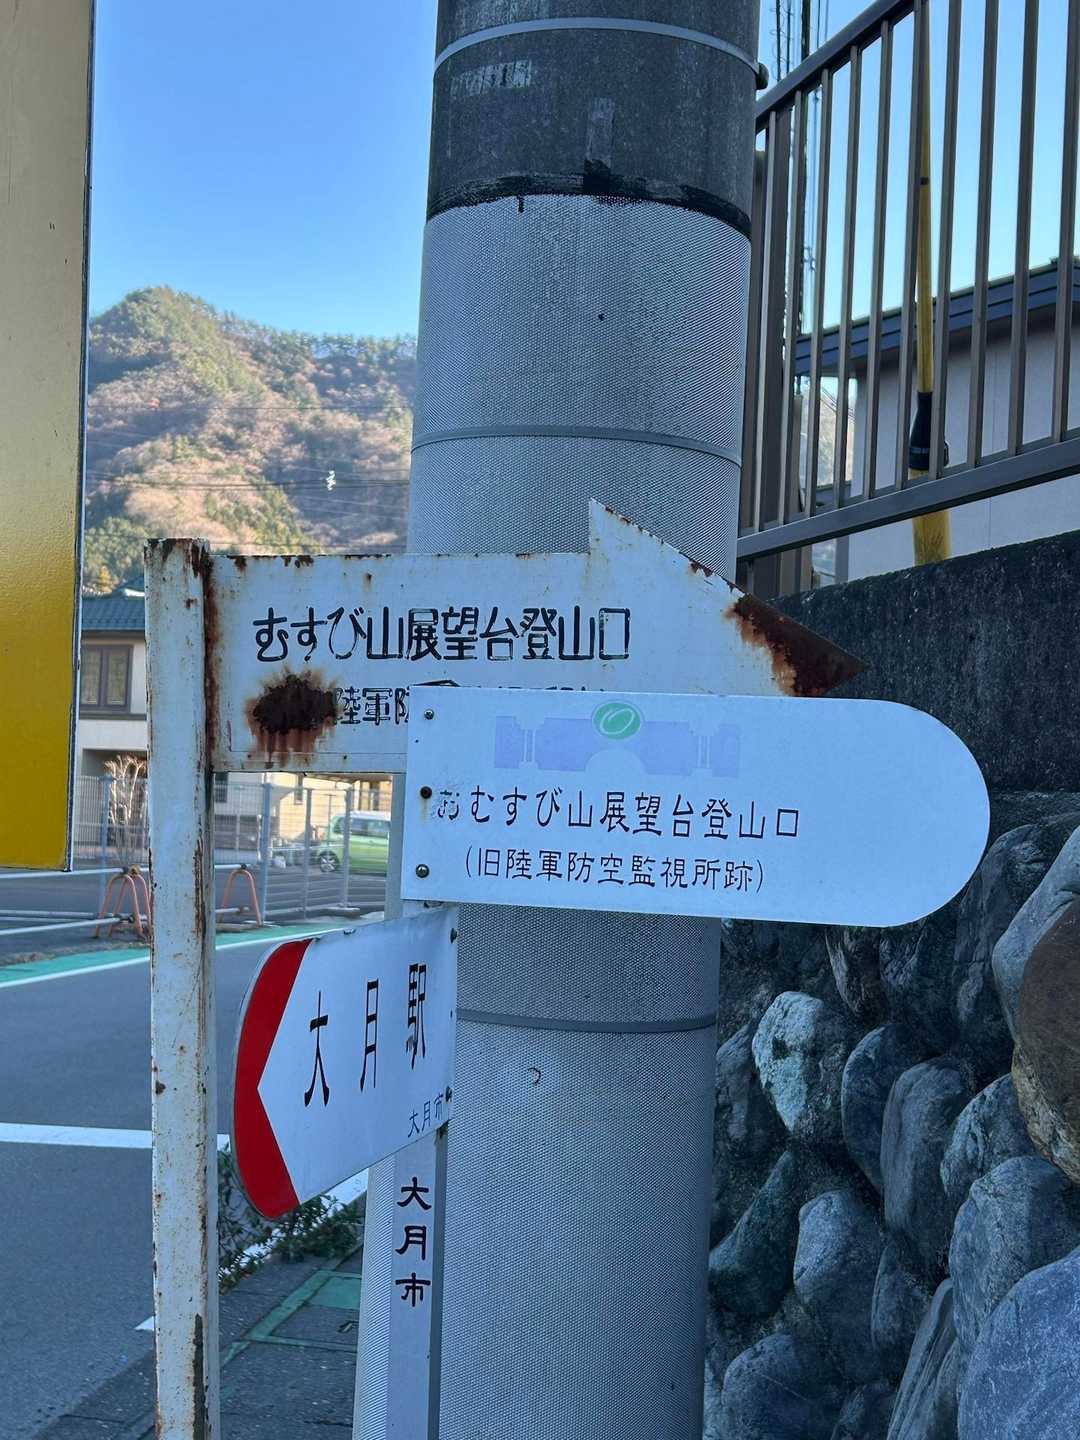 むすび山展望台登山口
陸軍防
おむすび山展望台登山口
（旧陸軍防空監視所跡）
大月駅
大月市
大月市